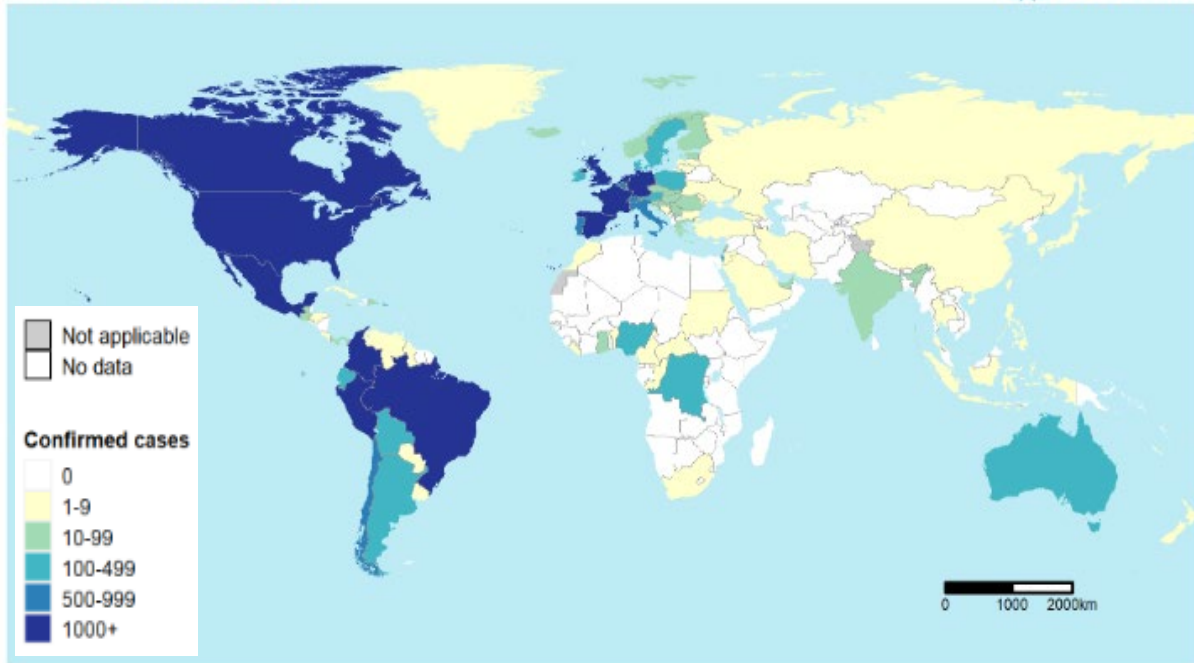 Not applicable
No data
Confirmed cases
0
1-9
10-99
100-499
500-999
1000+
0 1000 2000km